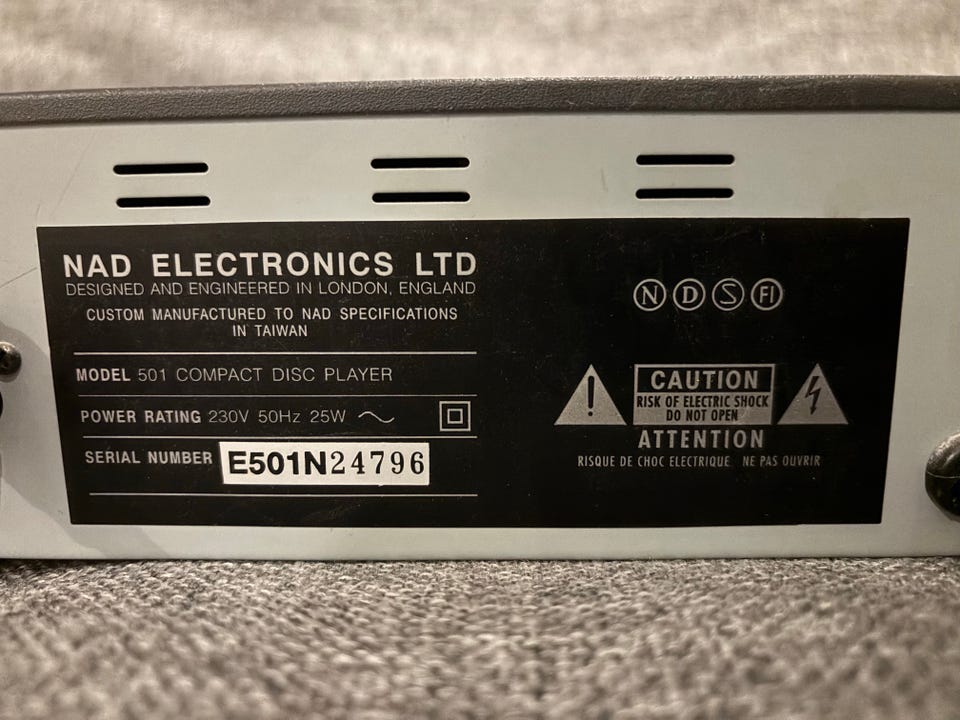 NAD ELECTRONICS LTD
DESIGNED AND ENGINEERED IN LONDON, ENGLAND
CUSTOM MANUFACTURED TO NAD SPECIFICATIONS
IN TAIWAN
MODEL 501 COMPACT DISC PLAYER
POWER RATING 230V 50Hz 25W
SERIAL NUMBER E501N24796
N D S FI
CAUTION
RISK OF ELECTRIC SHOCK
DO NOT OPEN
ATTENTION
RISQUE DE CHOC ELECTRIQUE NE PAS OUVRIR